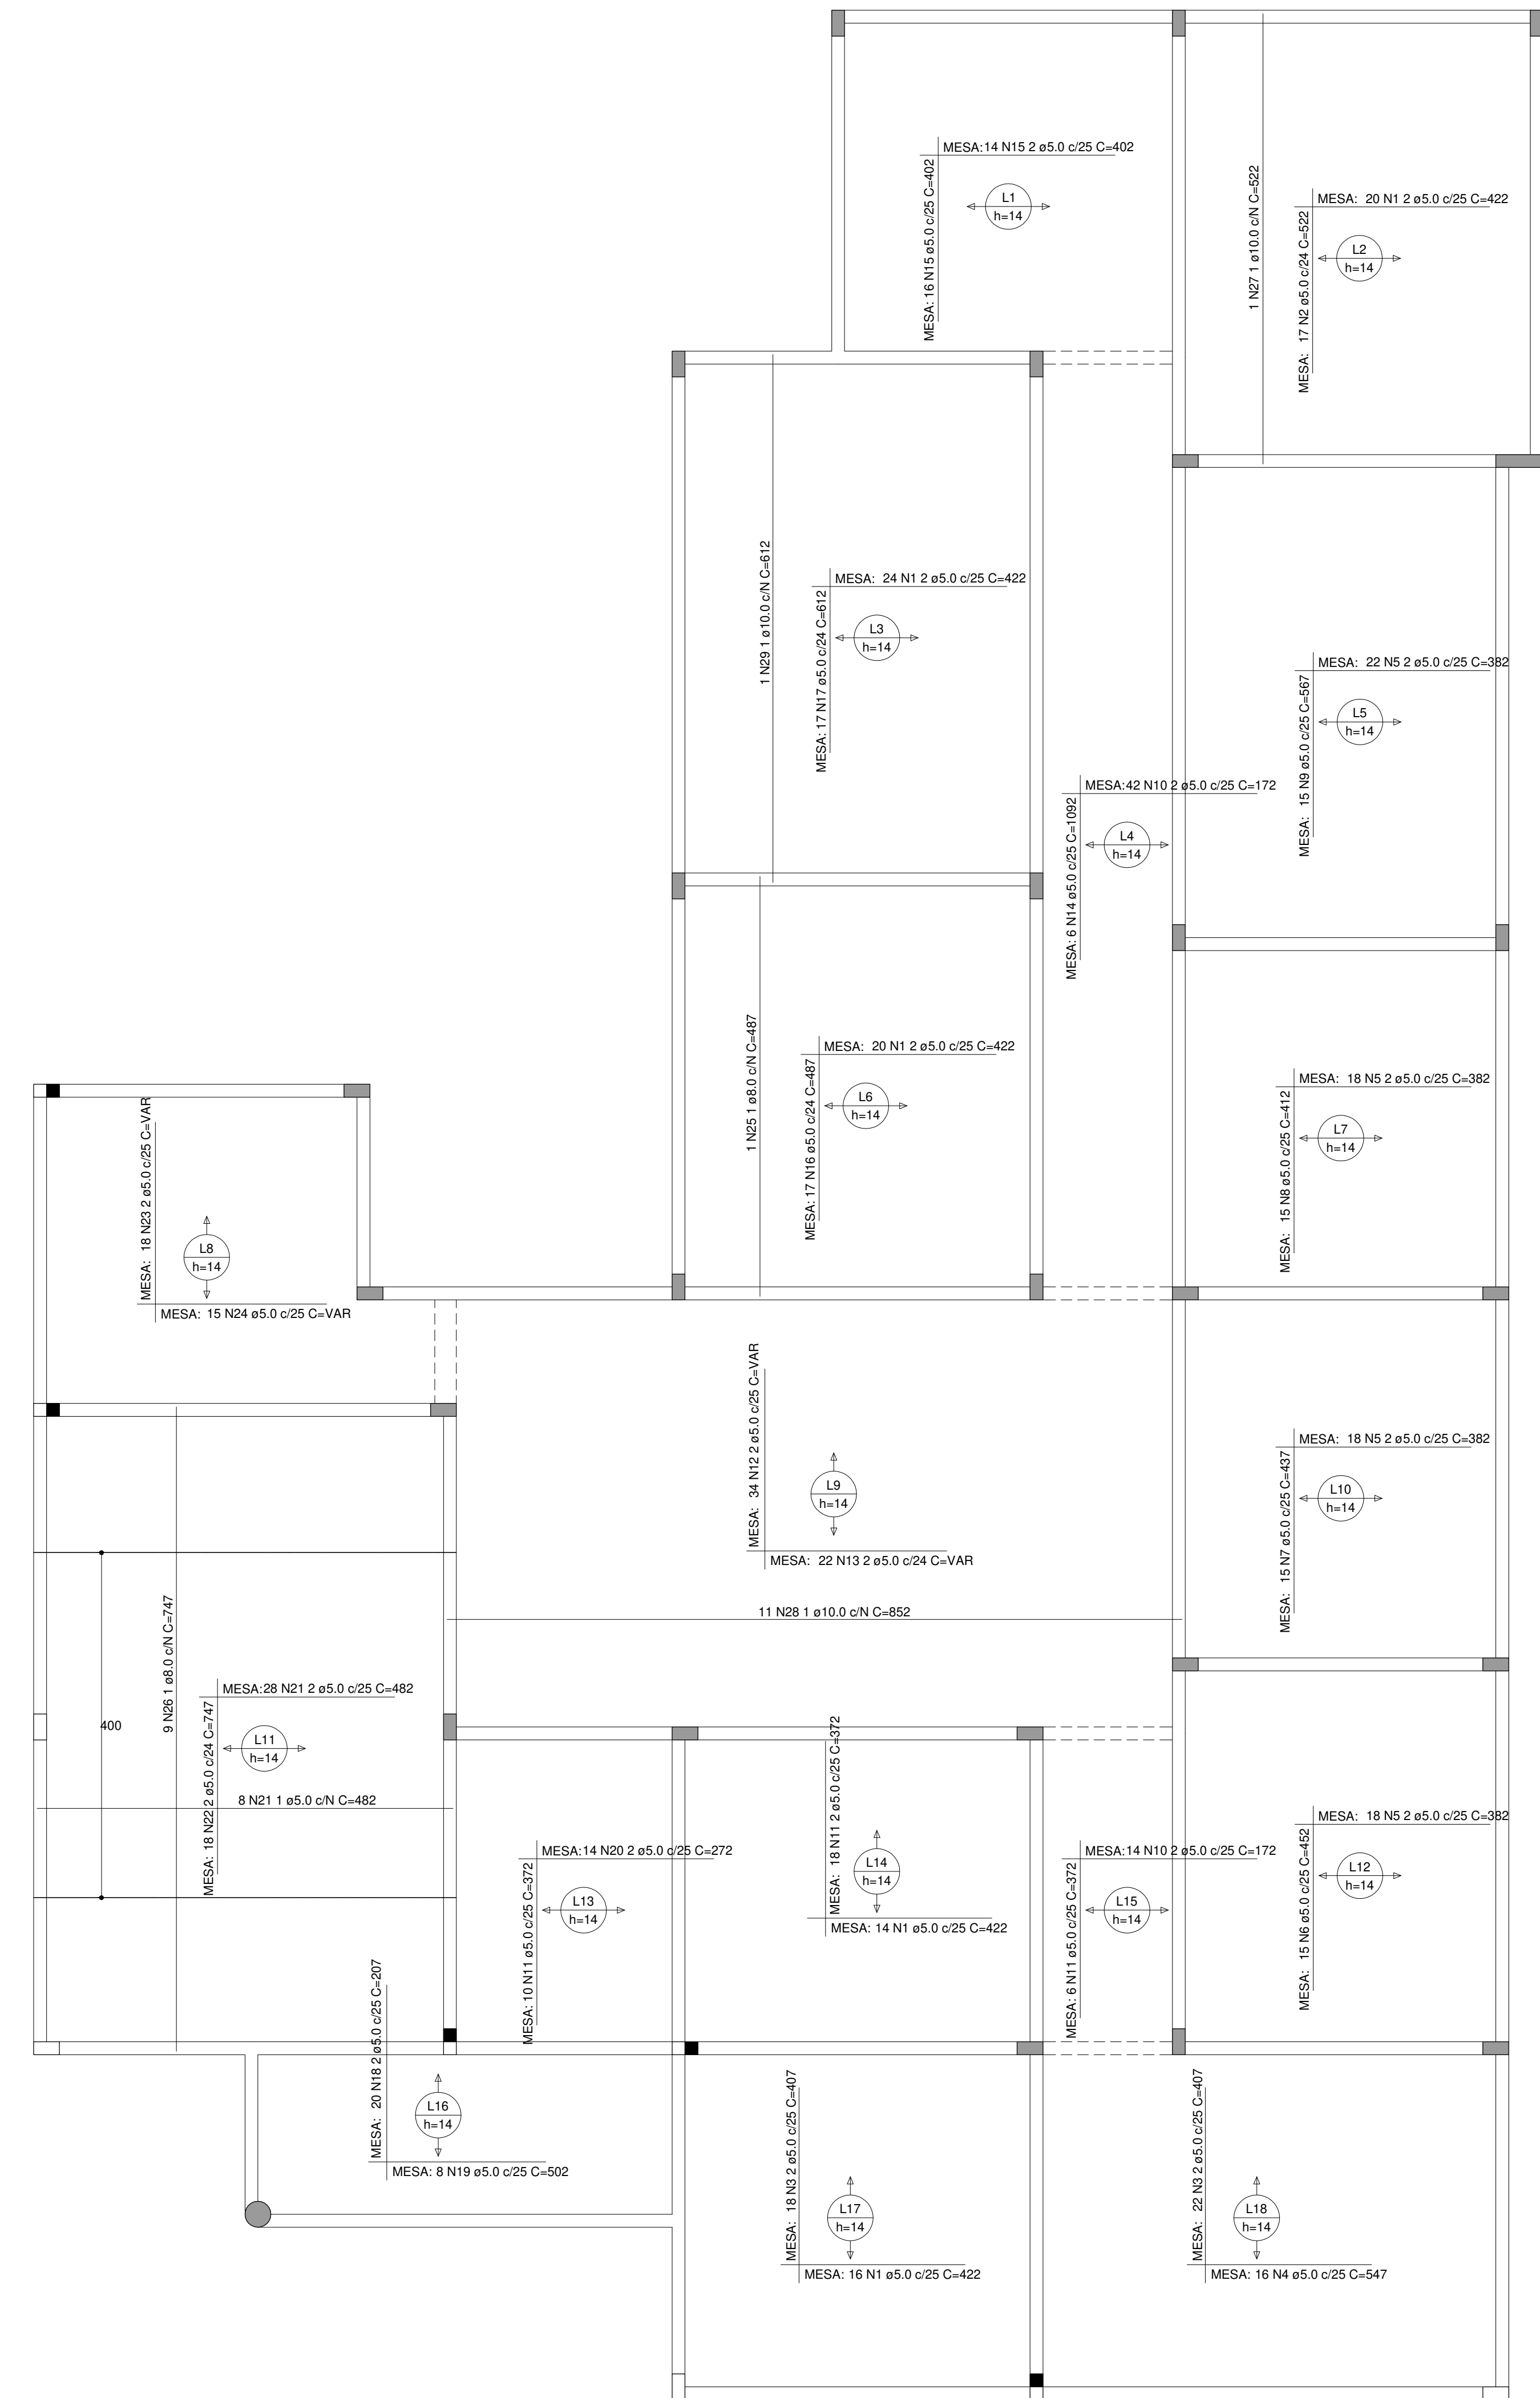 MESA: 14 N15 2 ø5.0 c/25 C=402
MESA: 16 N15 ø5.0 c/25 C=402
L1
h=14
1 N27 1 ø10.0 c/N C=522
MESA: 20 N1 2 ø5.0 c/25 C=422
MESA: 17 N2 ø5.0 c/24 C=522
L2
h=14
1 N29 1 ø10.0 c/N C=612
MESA: 24 N1 2 ø5.0 c/25 C=422
MESA: 17 N17 ø5.0 c/24 C=612
L3
h=14
MESA: 22 N5 2 ø5.0 c/25 C=382
MESA: 15 N9 ø5.0 c/25 C=567
L5
h=14
MESA:42 N10 2 ø5.0 c/25 C=172
MESA: 6 N14 ø5.0 c/25 C=1092
L4
h=14
1 N25 1 ø8.0 c/N C=487
MESA: 20 N1 2 ø5.0 c/25 C=422
MESA: 17 N16 ø5.0 c/24 C=487
L6
h=14
MESA: 18 N5 2 ø5.0 c/25 C=382
MESA: 15 N8 ø5.0 c/25 C=412
L7
h=14
MESA: 18 N23 2 ø5.0 c/25 C=VAR
L8
h=14
MESA: 15 N24 ø5.0 c/25 C=VAR
MESA: 34 N12 2 ø5.0 c/25 C=VAR
L9
h=14
MESA: 22 N13 2 ø5.0 c/24 C=VAR
11 N28 1 ø10.0 c/N C=852
MESA: 18 N5 2 ø5.0 c/25 C=382
MESA: 15 N7 ø5.0 c/25 C=437
L10
h=14
9 N26 1 ø8.0 c/N C=747
400
MESA:28 N21 2 ø5.0 c/25 C=482
MESA: 18 N22 2 ø5.0 c/24 C=747
L11
h=14
8 N21 1 ø5.0 c/N C=482
MESA:14 N20 2 ø5.0 c/25 C=272
MESA: 10 N11 ø5.0 c/25 C=372
L13
h=14
MESA: 18 N11 2 ø5.0 c/25 C=372
L14
h=14
MESA: 14 N1 ø5.0 c/25 C=422
MESA:14 N10 2 ø5.0 c/25 C=172
MESA: 6 N11 ø5.0 c/25 C=372
L15
h=14
MESA: 18 N5 2 ø5.0 c/25 C=382
MESA: 15 N6 ø5.0 c/25 C=452
L12
h=14
MESA: 20 N18 2 ø5.0 c/25 C=207
L16
h=14
MESA: 8 N19 ø5.0 c/25 C=502
MESA: 18 N3 2 ø5.0 c/25 C=407
L17
h=14
MESA: 16 N1 ø5.0 c/25 C=422
MESA: 22 N3 2 ø5.0 c/25 C=407
L18
h=14
MESA: 16 N4 ø5.0 c/25 C=547